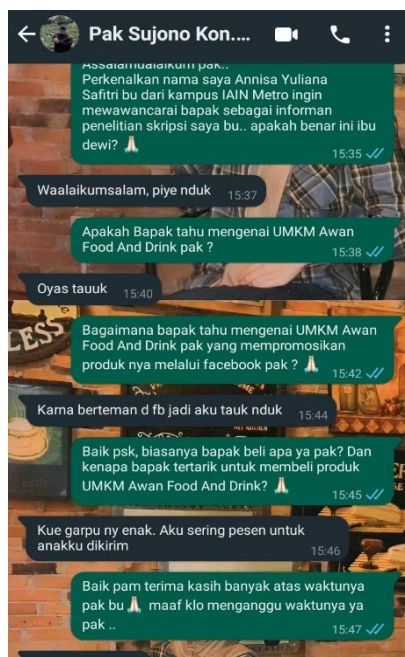 Pak Sujono Kon....
Assalamualaikum pak..
Perkenalkan nama saya Annisa Yuliana
Safitri bu dari kampus IAIN Metro ingin
mewawancarai bapak sebagai informan
penelitian skripsi saya bu.. apakah benar ini ibu
dewi? 🙏🏻
15:35
Waalaikumsalam, piye nduk 15:37
Apakah Bapak tahu mengenai UMKM Awan
Food And Drink pak ?
15:38
Oyas tauuk 15:40
Bagaimana bapak tahu mengenai UMKM Awan
Food And Drink pak yang mempromosikan
produk nya melalui facebook pak ? 🙏🏻
15:42
Karna berteman d fb jadi aku tauk nduk 15:44
Baik psk, biasanya bapak beli apa ya pak? Dan
kenapa bapak tertarik untuk membeli produk
UMKM Awan Food And Drink? 🙏🏻
15:45
Kue garpu ny enak. Aku sering pesen untuk
anakku dikirim
15:46
Baik pam terima kasih banyak atas waktunya
pak bu 🙏🏻 maaf klo menganggu waktunya ya
pak ..
15:47